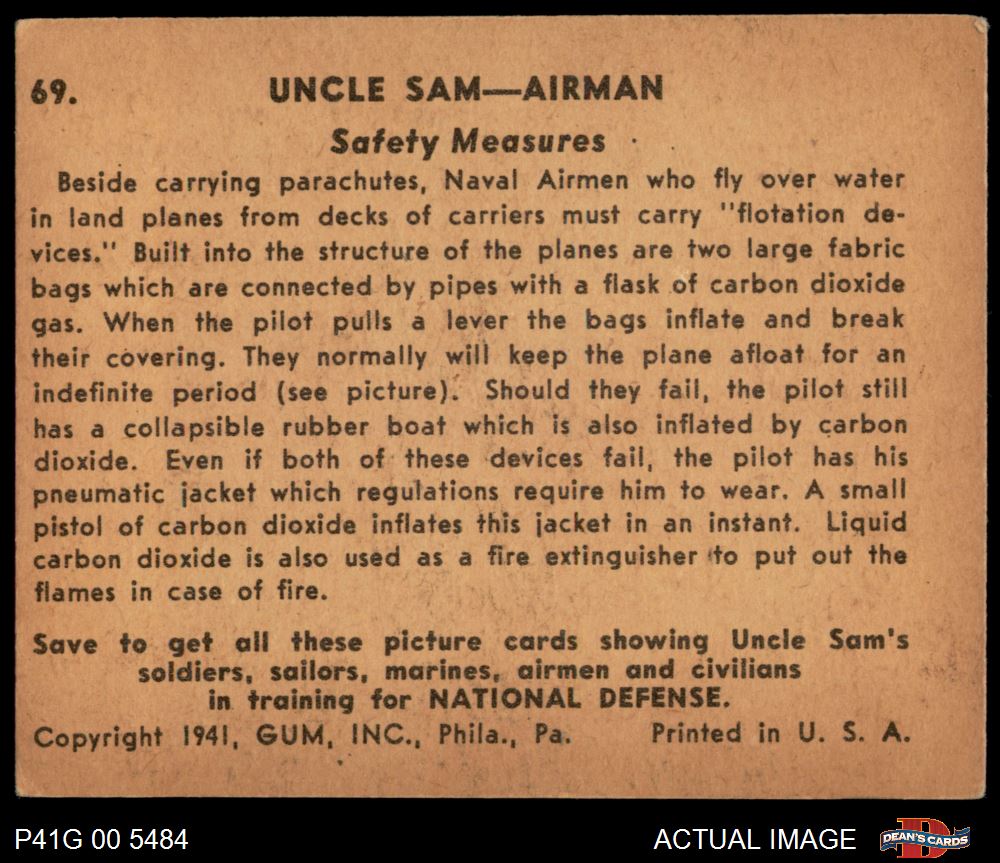 69. UNCLE SAM—AIRMAN
Safety Measures
Beside carrying parachutes, Naval Airmen who fly over water
in land planes from decks of carriers must carry "flotation de-
vices." Built into the structure of the planes are two large fabric
bags which are connected by pipes with a flask of carbon dioxide
gas. When the pilot pulls a lever the bags inflate and break
their covering. They normally will keep the plane afloat for an
indefinite period (see picture). Should they fail, the pilot still
has a collapsible rubber boat which is also inflated by carbon
dioxide. Even if both of these devices fail, the pilot has his
pneumatic jacket which regulations require him to wear. A small
pistol of carbon dioxide inflates this jacket in an instant. Liquid
carbon dioxide is also used as a fire extinguisher to put out the
flames in case of fire.
Save to get all these picture cards showing Uncle Sam's
soldiers, sailors, marines, airmen and civilians
in training for NATIONAL DEFENSE.
Copyright 1941, GUM, INC., Phila., Pa. Printed in U. S. A.
P41G 00 5484 ACTUAL IMAGE DEAN'S CARDS